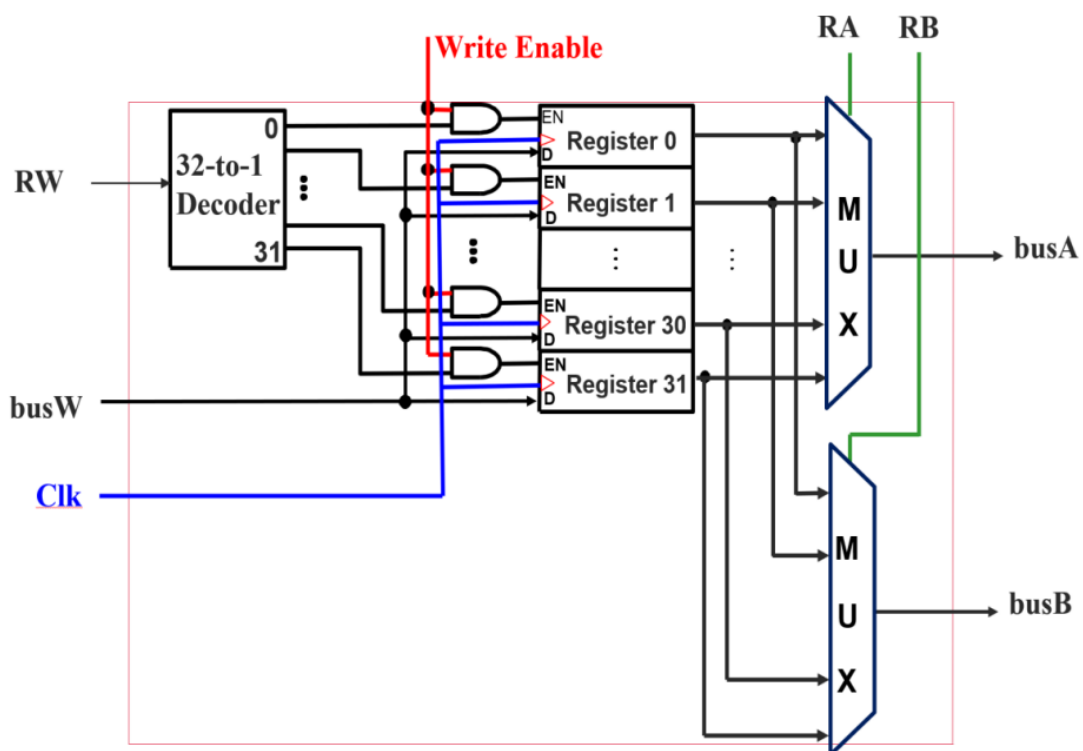 RA
RB
Write Enable
0
32-to-1
Decoder
31
RW
EN
Register 0
D
EN
Register 1
D
EN
Register 30
D
EN
Register 31
D
M
U
X
busA
busW
Clk
M
U
X
busB